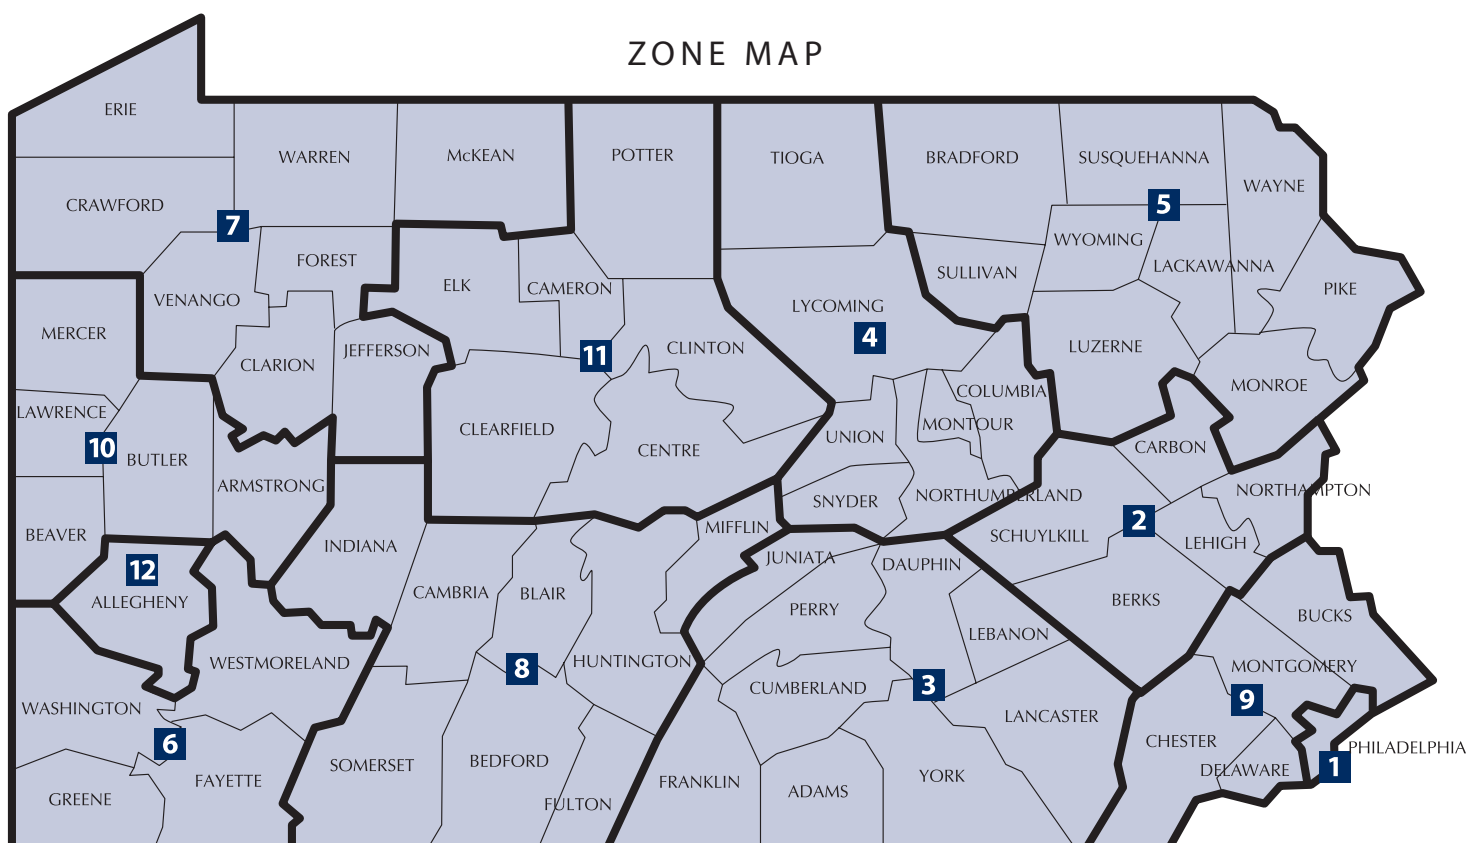 ZONE MAP
ERIE
WARREN
McKEAN
POTTER
TIOGA
BRADFORD
SUSQUEHANNA
WAYNE
CRAWFORD
7
5
WYOMING
FOREST
LACKAWANNA
SULLIVAN
VENANGO
ELK
CAMERON
PIKE
LYCOMING
MERCER
4
LUZERNE
CLARION
JEFFERSON
11
CLINTON
MONROE
COLUMBIA
LAWRENCE
MONTOUR
CLEARFIELD
UNION
10
BUTLER
CENTRE
CARBON
ARMSTRONG
SNYDER
NORTHUMBERLAND
NORTHAMPTON
BEAVER
INDIANA
MIFFLIN
SCHUYLKILL
2
LEHIGH
JUNIATA
DAUPHIN
12
ALLEGHENY
CAMBRIA
BLAIR
PERRY
BERKS
BUCKS
LEBANON
WESTMORELAND
8
HUNTINGTON
MONTGOMERY
CUMBERLAND
3
9
WASHINGTON
LANCASTER
6
CHESTER
PHILADELPHIA
SOMERSET
BEDFORD
1
DELAWARE
FAYETTE
FRANKLIN
YORK
GREENE
FULTON
ADAMS